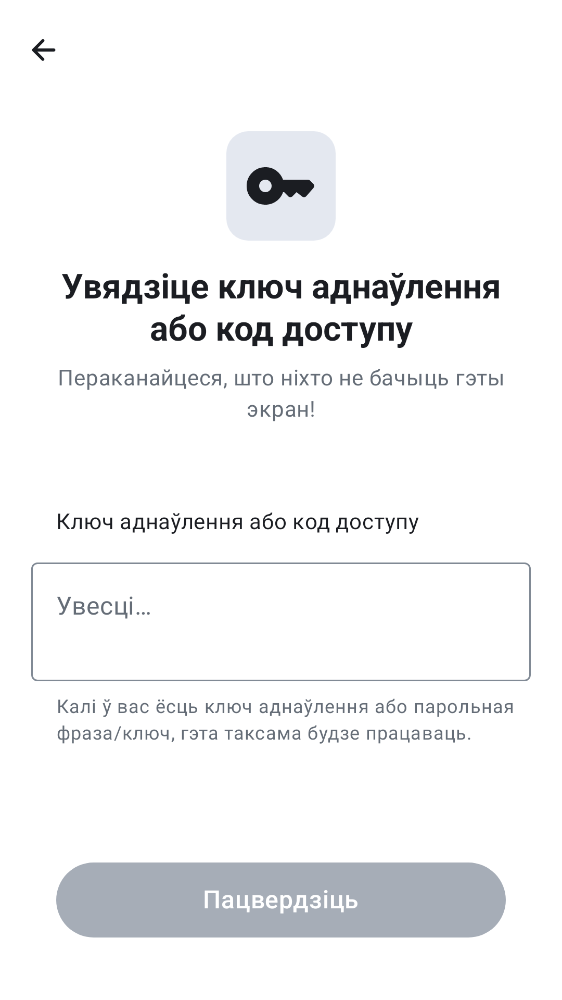 Увядзіце ключ аднаўлення
або код доступу
Пераканайцеся, што ніхто не бачыць гэты
экран!
Ключ аднаўлення або код доступу
Увесці…
Калі ў вас ёсць ключ аднаўлення або парольная
фраза/ключ, гэта таксама будзе працаваць.
Пацвердзіць